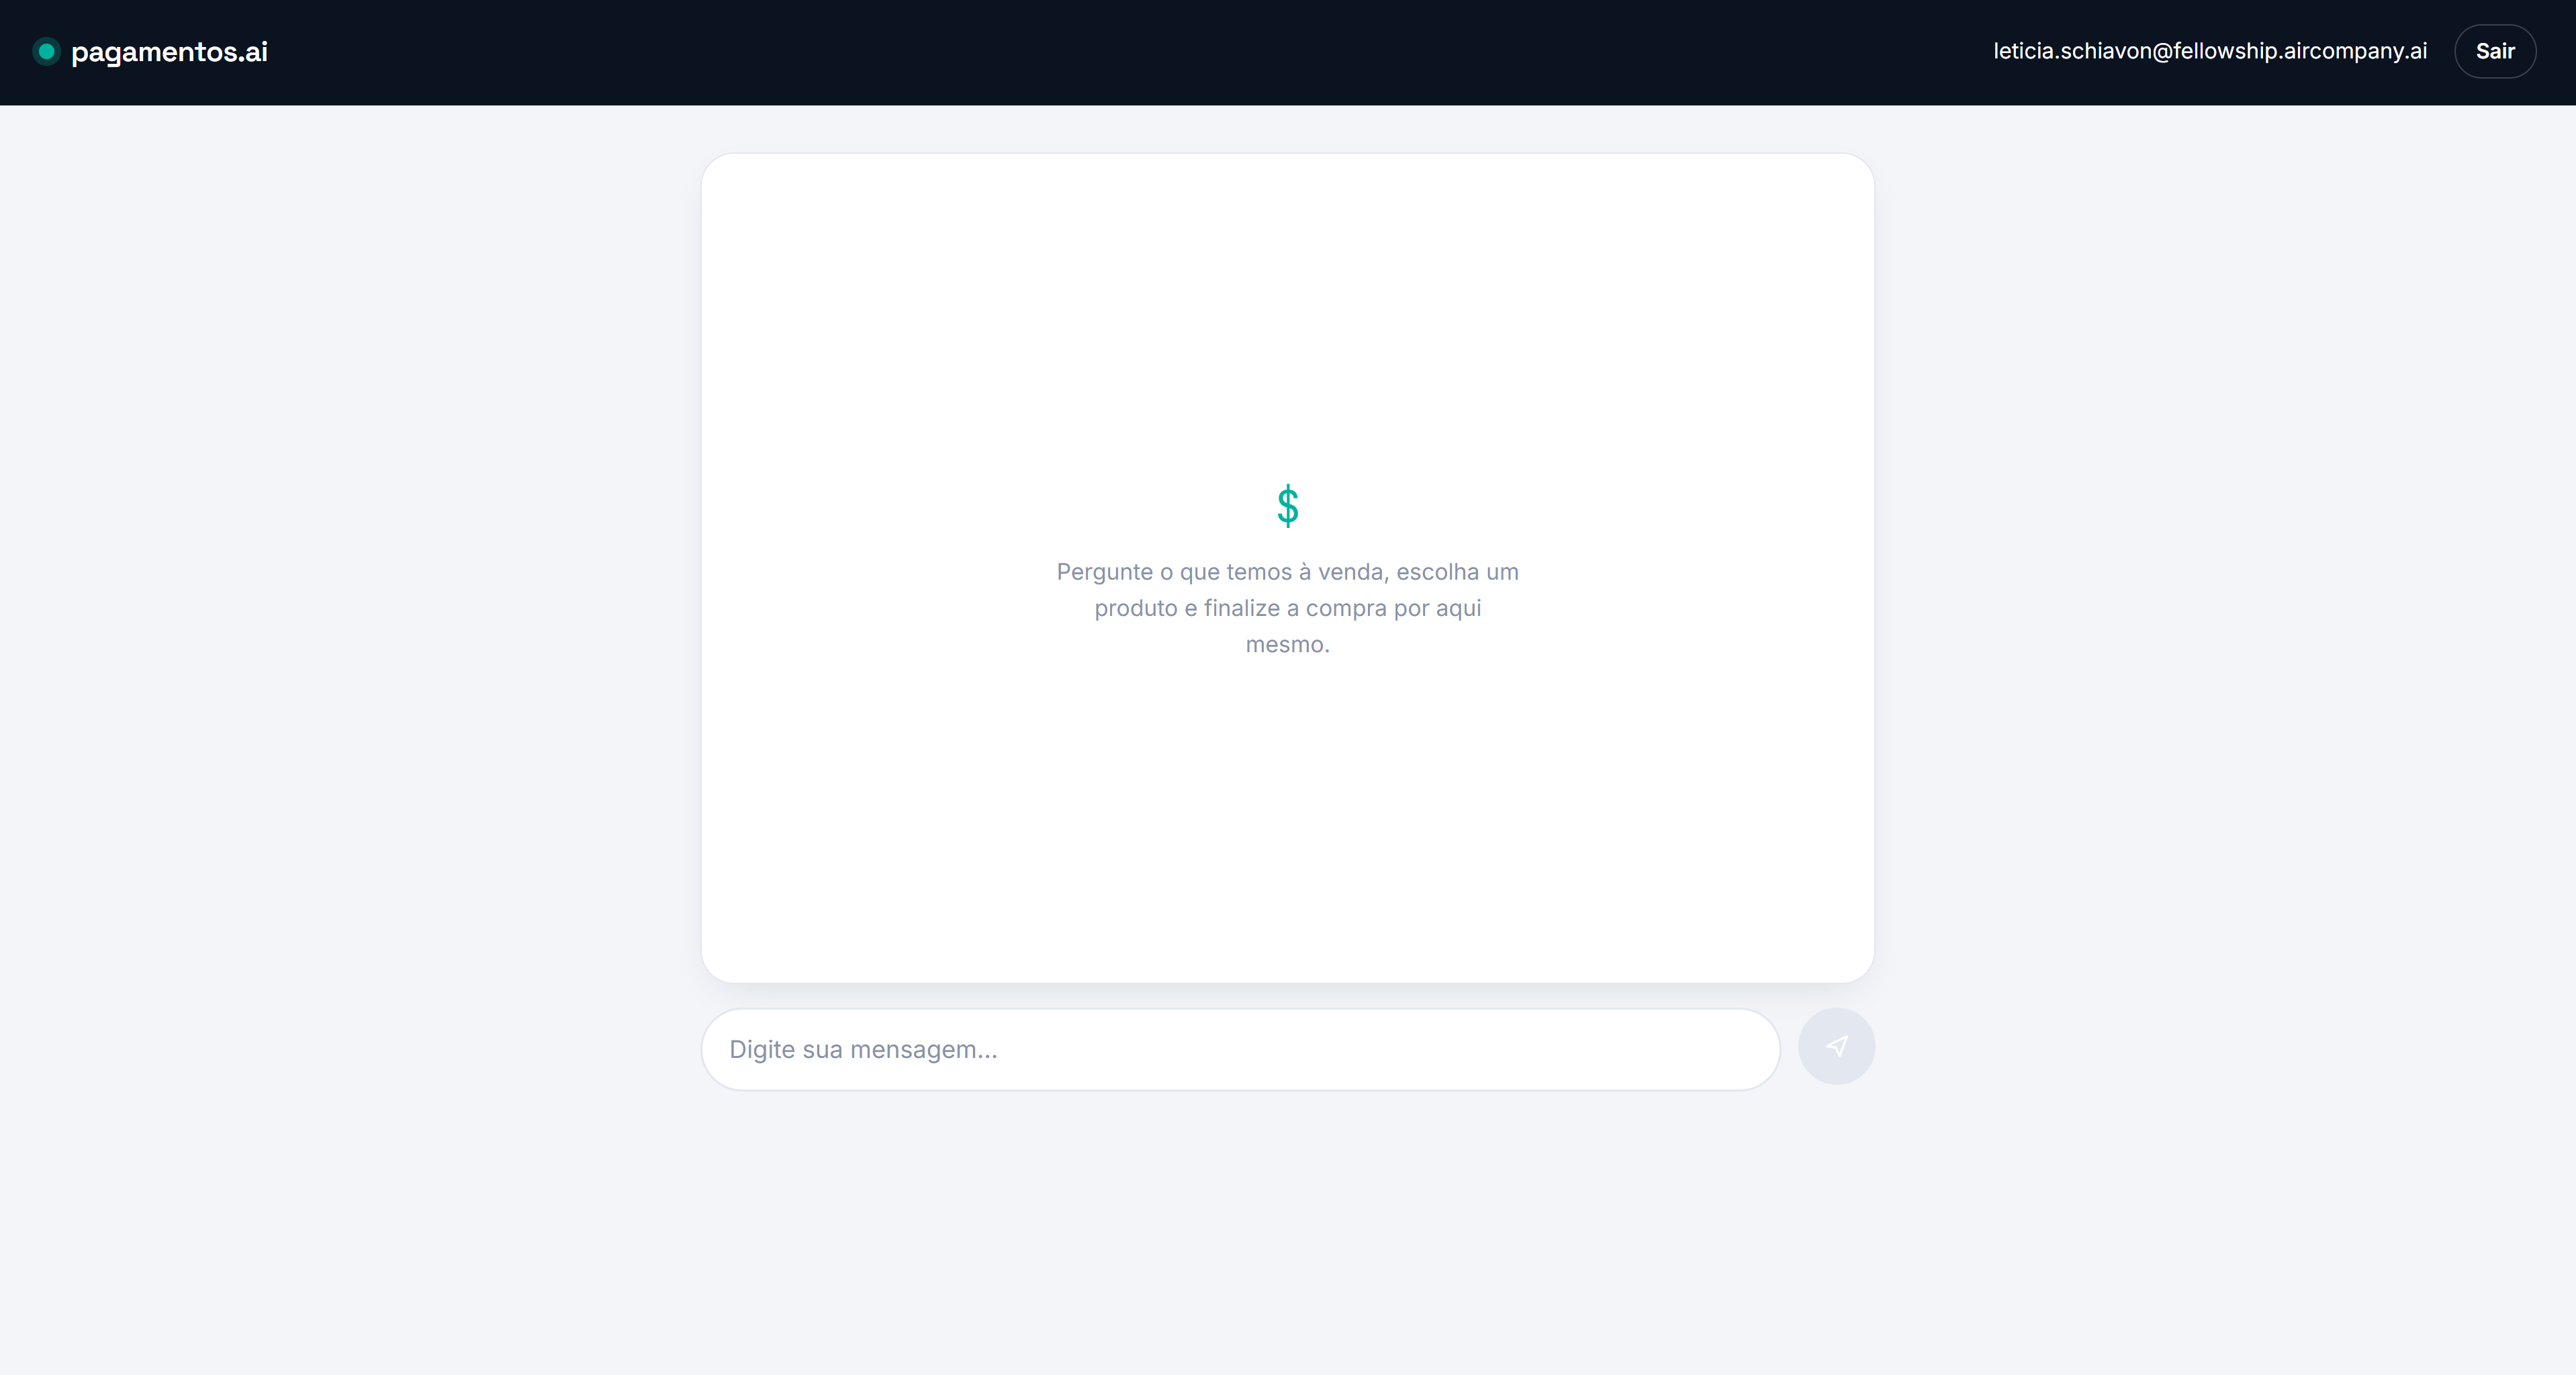 pagamentos.ai
leticia.schiavon@fellowship.aircompany.ai
Sair
$
Pergunte o que temos à venda, escolha um
produto e finalize a compra por aqui
mesmo.
Digite sua mensagem...